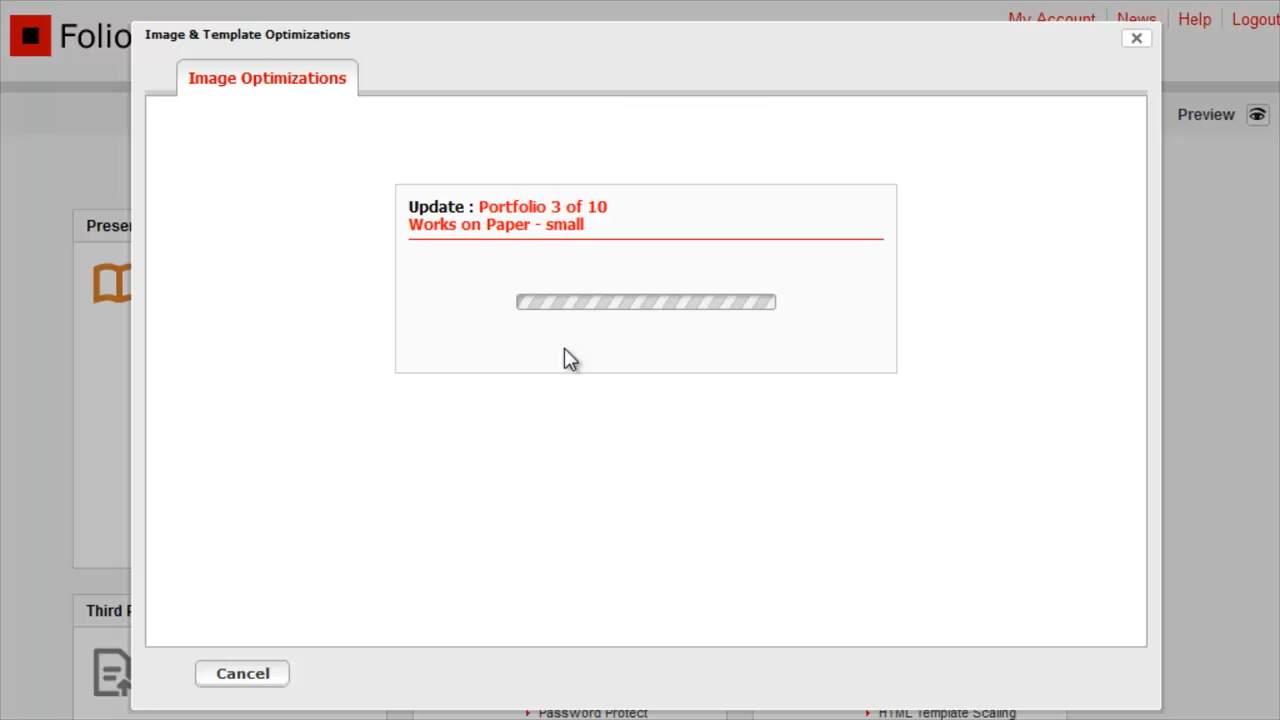 My Account News Help Logout
Folio
Image & Template Optimizations
Image Optimizations
Preview
Update : Portfolio 3 of 10
Works on Paper - small
Cancel
Password Protect
HTML Template Scaling